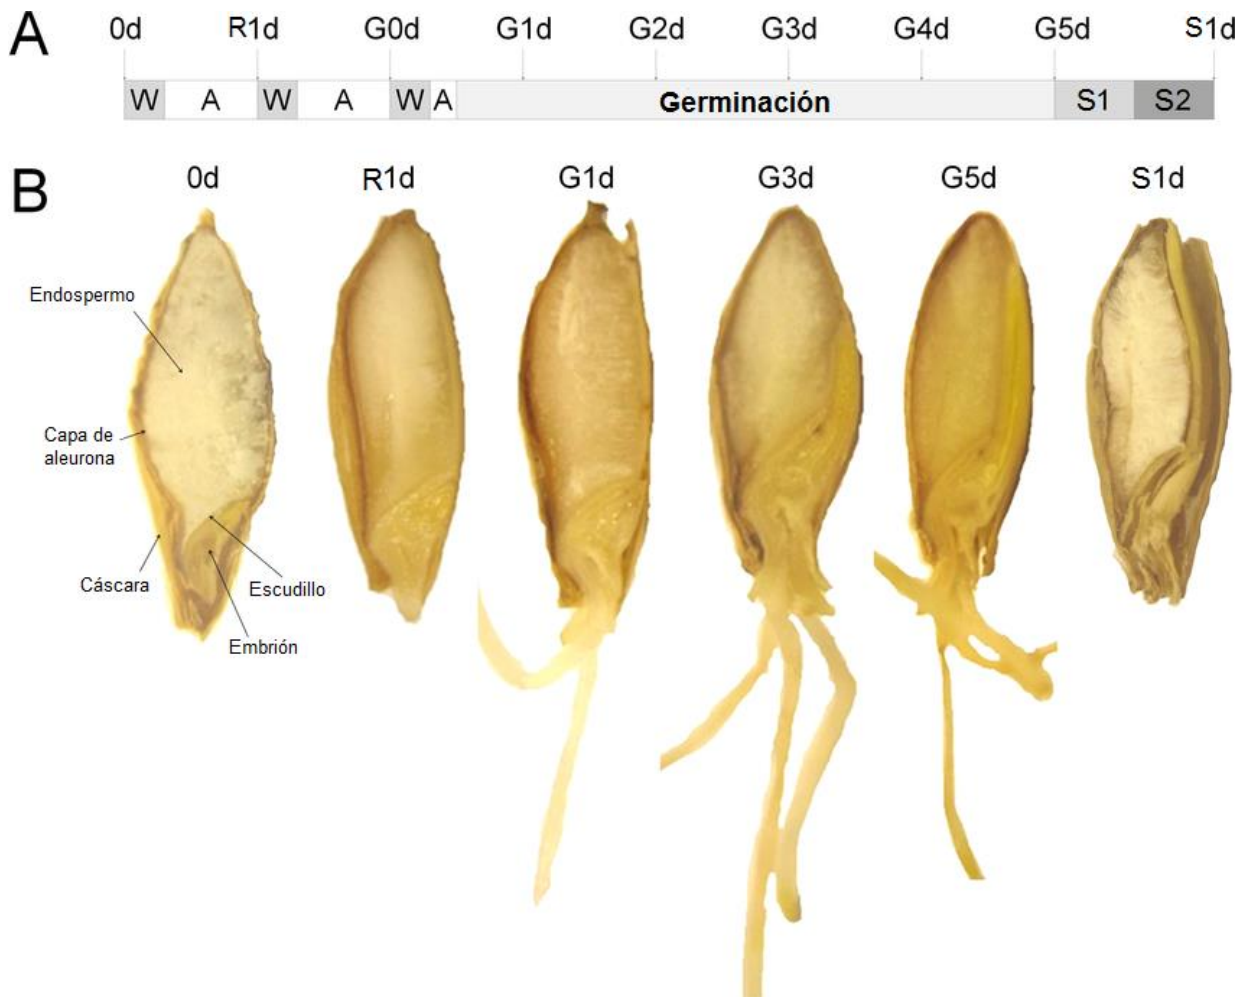 A
0d R1d G0d G1d G2d G3d G4d G5d S1d
W A W A W A Germinación S1 S2
B
0d R1d G1d G3d G5d S1d
Endospermo
Capa de
aleurona
Cáscara
Escudillo
Embrión